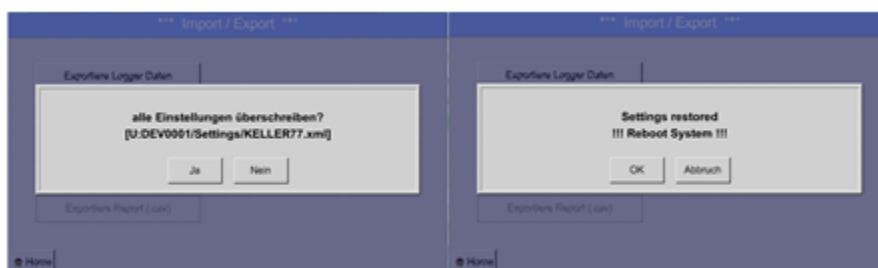 *** Import / Export ***
Exportiere Logger Daten
alle Einstellungen überschreiben?
[U:DEV0001/Settings/KELLER77.xml]
Ja
Nein
Exportiere Report (.csv)
Home
*** Import / Export ***
Exportiere Logger Daten
Settings restored
!!! Reboot System !!!
OK
Abbruch
Exportiere Report (.csv)
Home